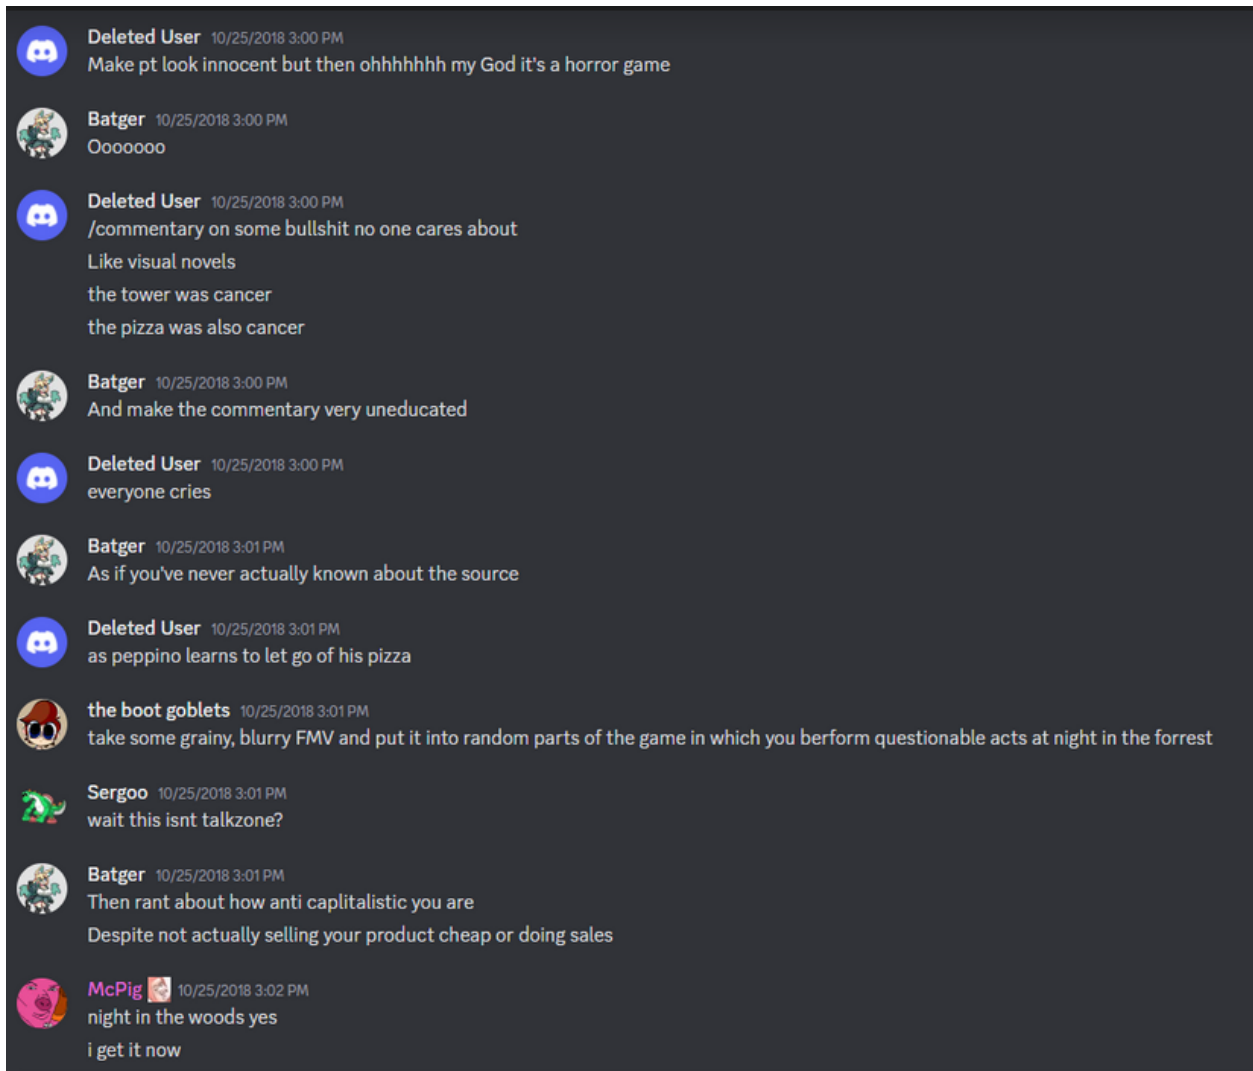 Deleted User 10/25/2018 3:00 PM
Make pt look innocent but then ohhhhhhh my God it's a horror game
Batger 10/25/2018 3:00 PM
Ooooooo
Deleted User 10/25/2018 3:00 PM
/commentary on some bullshit no one cares about
Like visual novels
the tower was cancer
the pizza was also cancer
Batger 10/25/2018 3:00 PM
And make the commentary very uneducated
Deleted User 10/25/2018 3:00 PM
everyone cries
Batger 10/25/2018 3:01 PM
As if you've never actually known about the source
Deleted User 10/25/2018 3:01 PM
as peppino learns to let go of his pizza
the boot goblets 10/25/2018 3:01 PM
take some grainy, blurry FMV and put it into random parts of the game in which you berform questionable acts at night in the forrest
Sergoo 10/25/2018 3:01 PM
wait this isnt talkzone?
Batger 10/25/2018 3:01 PM
Then rant about how anti caplitalistic you are
Despite not actually selling your product cheap or doing sales
McPig 10/25/2018 3:02 PM
night in the woods yes
i get it now